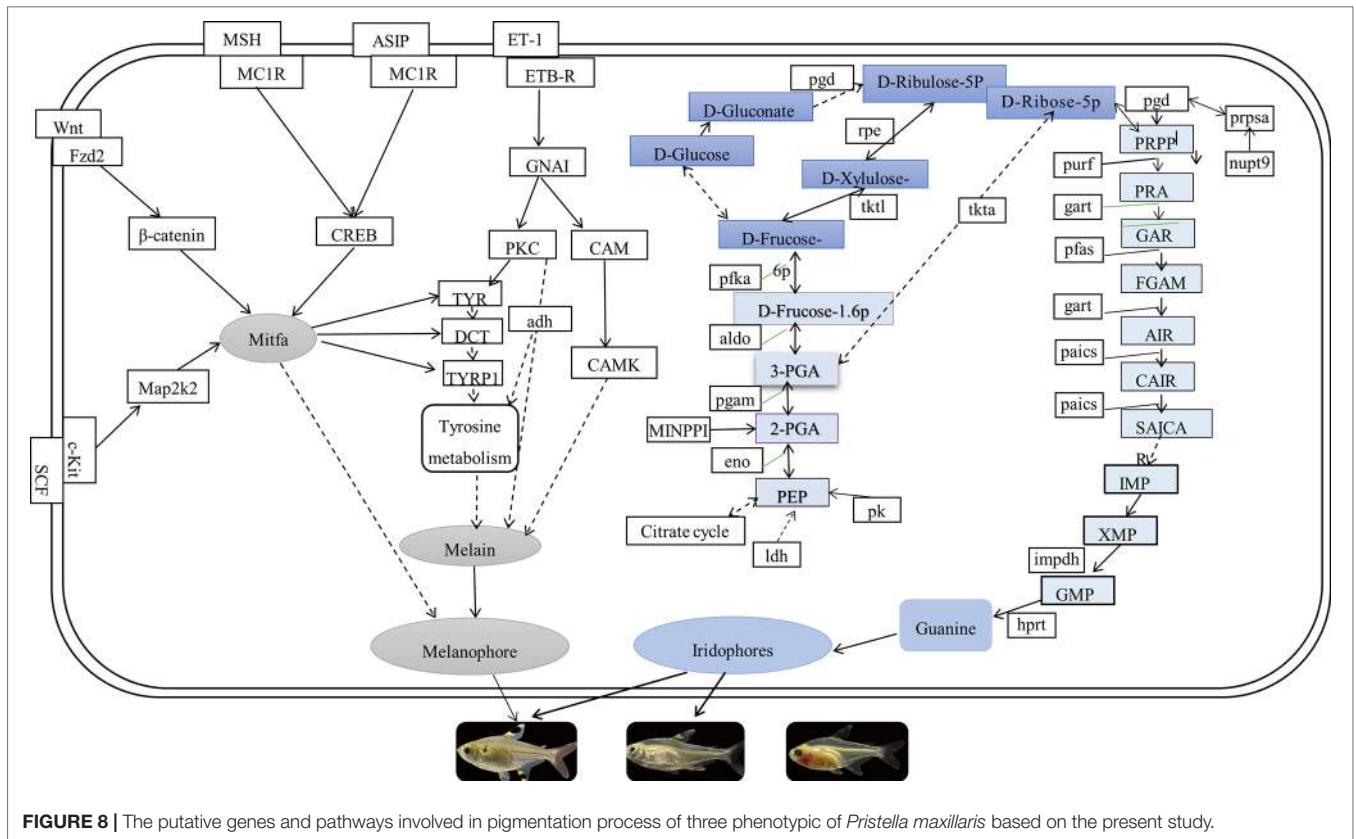 MSH
MC1R
ASIP
MC1R
ET-1
ETB-R
Wnt
Fzd2
GNAI
β-catenin
CREB
PKC
CAM
TYR
adh
DCT
Mitfa
TYRP1
CAMK
Map2k2
c-Kit
SCF
Tyrosine
metabolism
Melain
Melanophore
pgd
D-Ribulose-5P
D-Ribose-5p
D-Gluconate
rpe
D-Glucose
D-Xylulose-
tktl
tkta
D-Frucose-
6p
pfka
D-Frucose-1.6p
aldo
3-PGA
pgam
MINPPI
2-PGA
eno
PEP
pk
Citrate cycle
ldh
pgd
prpsa
PRPP
nupt9
purf
PRA
gart
GAR
pfas
FGAM
gart
AIR
paics
CAIR
paics
SAICA
R
IMP
XMP
impdh
GMP
hprt
Guanine
Iridophores
FIGURE 8 | The putative genes and pathways involved in pigmentation process of three phenotypic of Pristella maxillaris based on the present study.